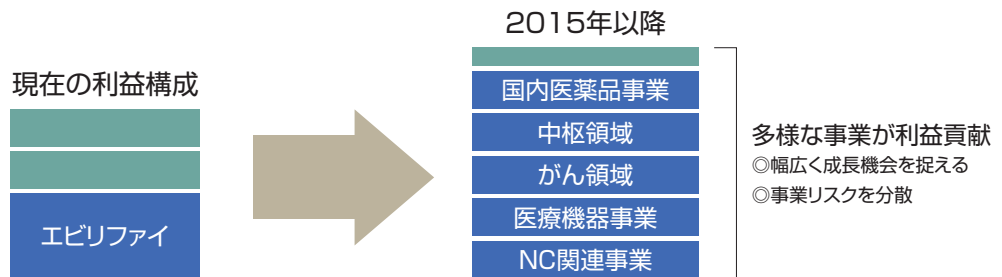 現在の利益構成
エビリファイ
2015年以降
国内医薬品事業
中枢領域
がん領域
医療機器事業
NC関連事業
多様な事業が利益貢献
◎幅広く成長機会を捉える
◎事業リスクを分散